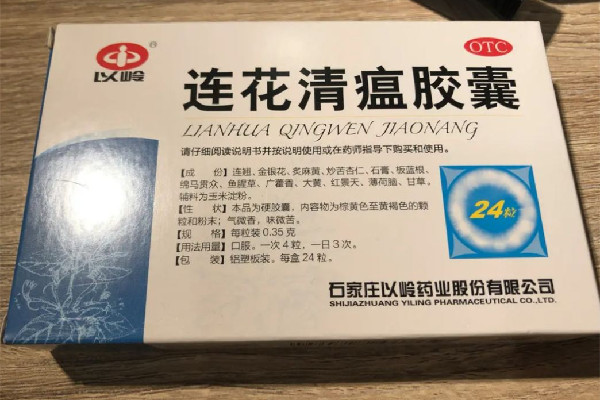 以岭
®
OTC
连花清瘟胶囊
LIANHUA QINGWEN JIAONANG
请仔细阅读说明书并按说明使用或在药师指导下购买和使用。
【成 份】连翘、金银花、炙麻黄、炒苦杏仁、石膏、板蓝根、
绵马贯众、鱼腥草、广藿香、大黄、红景天、薄荷脑、甘草,
辅料为玉米淀粉。
【性 状】本品为硬胶囊,内容物为棕黄色至黄褐色的颗
粒和粉末;气微香,味微苦。
【规 格】每粒装0.35克
【用法用量】口服。一次4粒,一日3次。
【包 装】铝塑板装。每盒24粒。
24粒
石家庄以岭药业股份有限公司
SHIJIAZHUANG YILING PHARMACEUTICAL CO.,LTD.